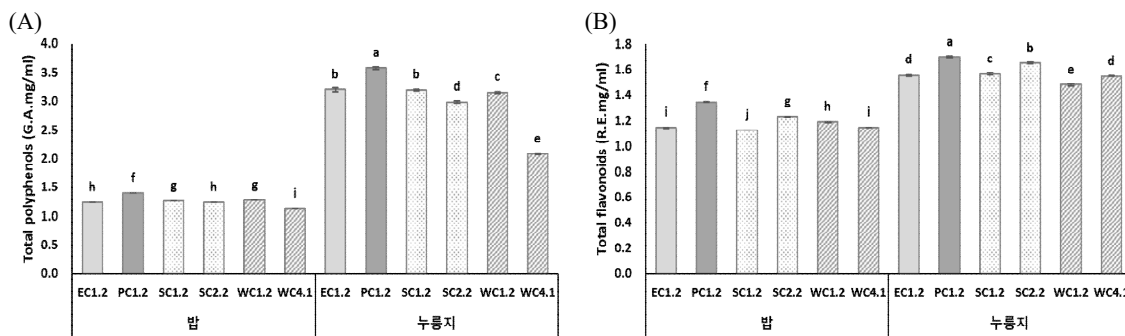 (A)
Total polyphenols (G.A.mg/ml)
4.0
3.5
3.0
2.5
2.0
1.5
1.0
0.5
0.0
h f g h g i b a b d c e
EC1.2 PC1.2 SC1.2 SC2.2 WC1.2 WC4.1 EC1.2 PC1.2 SC1.2 SC2.2 WC1.2 WC4.1
밥 누룽지
(B)
Total flavonoids (R.E.mg/ml)
1.8
1.6
1.4
1.2
1.0
0.8
0.6
0.4
0.2
0.0
i f j g h i d a c b e d
EC1.2 PC1.2 SC1.2 SC2.2 WC1.2 WC4.1 EC1.2 PC1.2 SC1.2 SC2.2 WC1.2 WC4.1
밥 누룽지